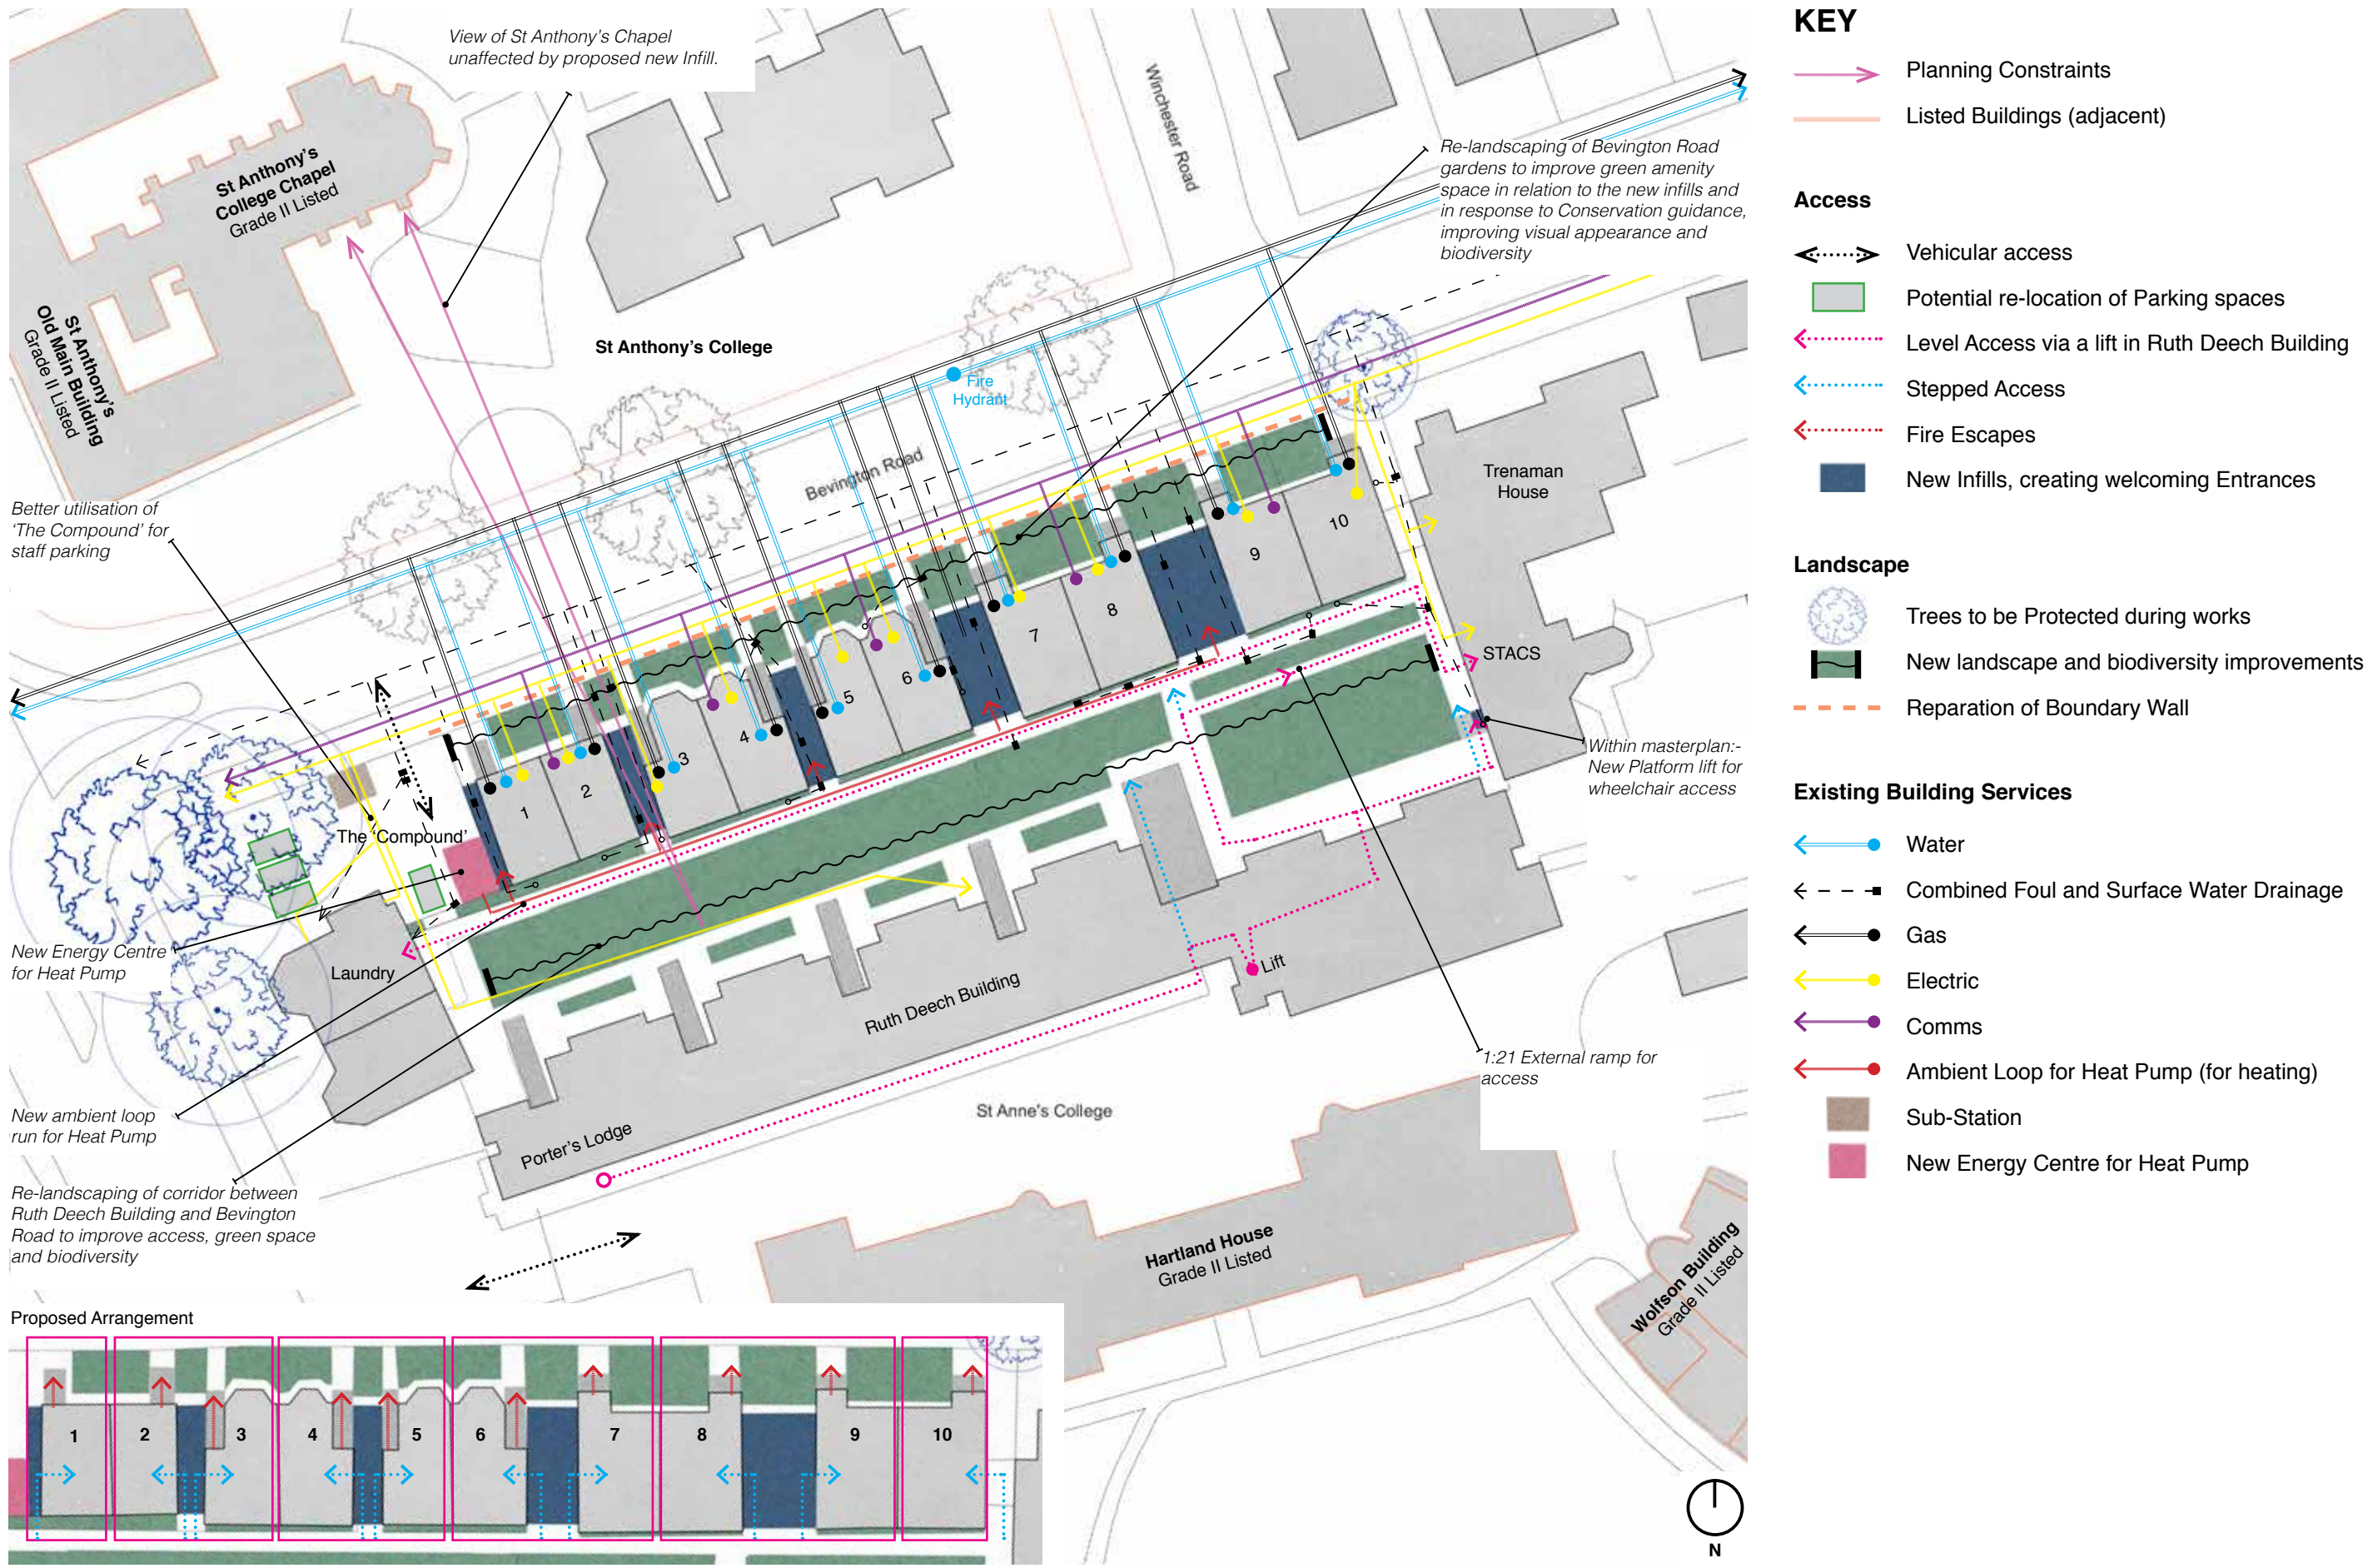 View of St Anthony's Chapel
unaffected by proposed new Infill.
St Anthony's
College Chapel
Grade II Listed
St Anthony's
Old Main Building
Grade II Listed
St Anthony's College
Winchester Road
Re-landscaping of Bevington Road
gardens to improve green amenity
space in relation to the new infills and
in response to Conservation guidance,
improving visual appearance and
biodiversity
Fire
Hydrant
Bevington Road
Trenaman
House
Better utilisation of
'The Compound' for
staff parking
1
2
3
4
5
6
7
8
9
10
STACS
Within masterplan:-
New Platform lift for
wheelchair access
The 'Compound'
New Energy Centre
for Heat Pump
Laundry
Lift
Ruth Deech Building
1:21 External ramp for
access
New ambient loop
run for Heat Pump
Porter's Lodge
St Anne's College
Re-landscaping of corridor between
Ruth Deech Building and Bevington
Road to improve access, green space
and biodiversity
Hartland House
Grade II Listed
Wolfson Building
Grade II Listed
Proposed Arrangement
1
2
3
4
5
6
7
8
9
10
N
KEY
Planning Constraints
Listed Buildings (adjacent)
Access
Vehicular access
Potential re-location of Parking spaces
Level Access via a lift in Ruth Deech Building
Stepped Access
Fire Escapes
New Infills, creating welcoming Entrances
Landscape
Trees to be Protected during works
New landscape and biodiversity improvements
Reparation of Boundary Wall
Existing Building Services
Water
Combined Foul and Surface Water Drainage
Gas
Electric
Comms
Ambient Loop for Heat Pump (for heating)
Sub-Station
New Energy Centre for Heat Pump